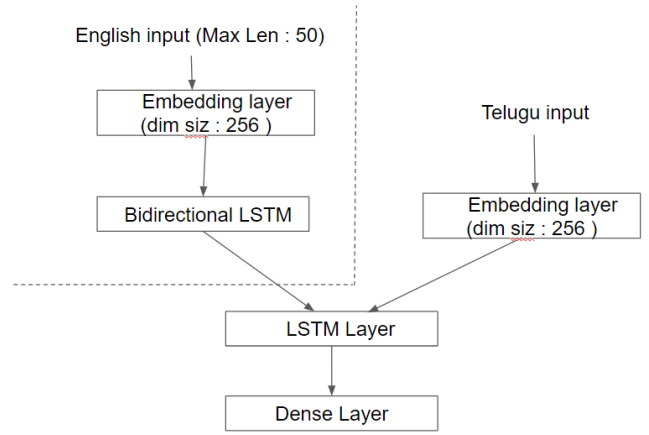 English input (Max Len : 50)
Embedding layer
(dim siz : 256 )
Bidirectional LSTM
Telugu input
Embedding layer
(dim siz : 256 )
LSTM Layer
Dense Layer